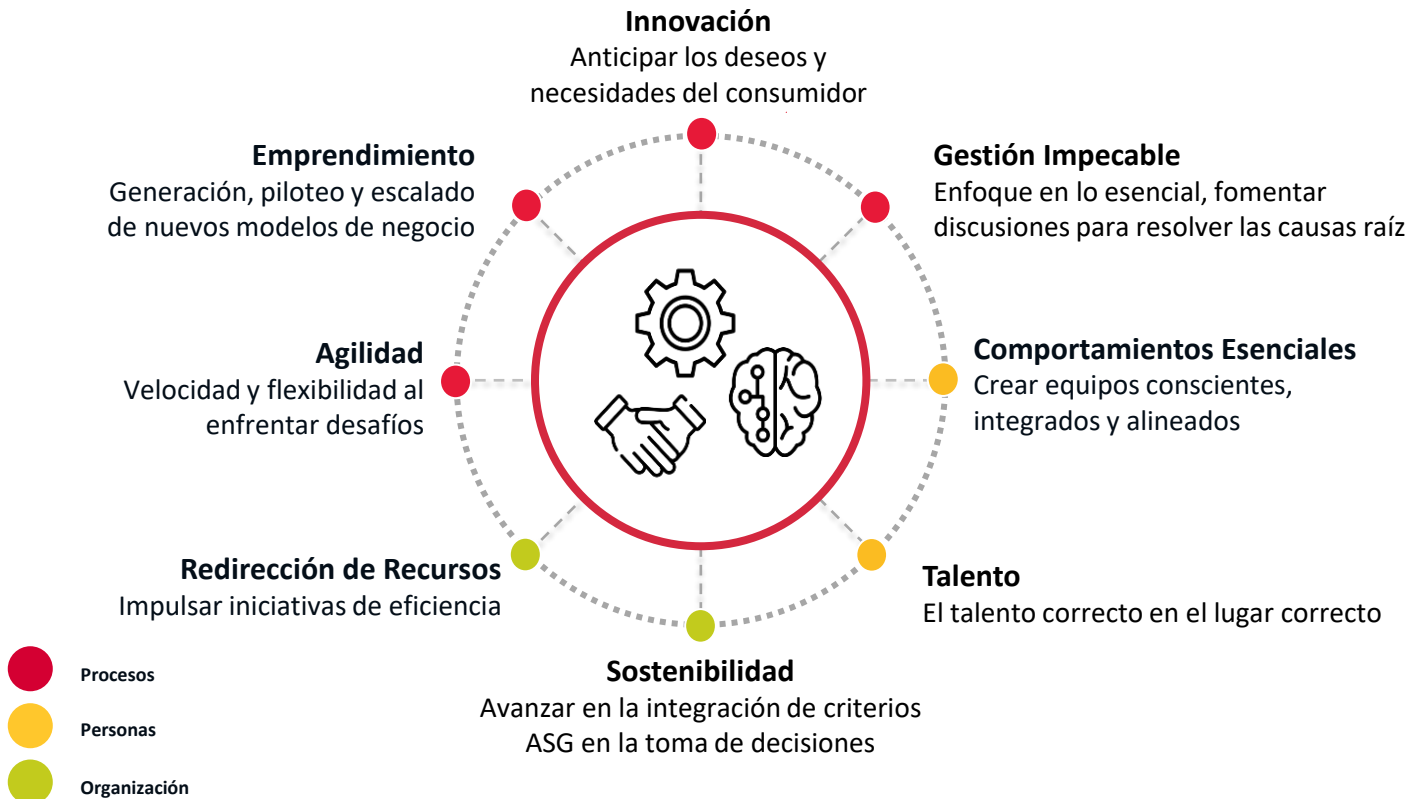 Innovación
Anticipar los deseos y
necesidades del consumidor
Emprendimiento
Generación, piloteo y escalado
de nuevos modelos de negocio
Gestión Impecable
Enfoque en lo esencial, fomentar
discusiones para resolver las causas raíz
Agilidad
Velocidad y flexibilidad al
enfrentar desafíos
Comportamientos Esenciales
Crear equipos conscientes,
integrados y alineados
Redirección de Recursos
Impulsar iniciativas de eficiencia
Talento
El talento correcto en el lugar correcto
Sostenibilidad
Avanzar en la integración de criterios
ASG en la toma de decisiones
Procesos
Personas
Organización